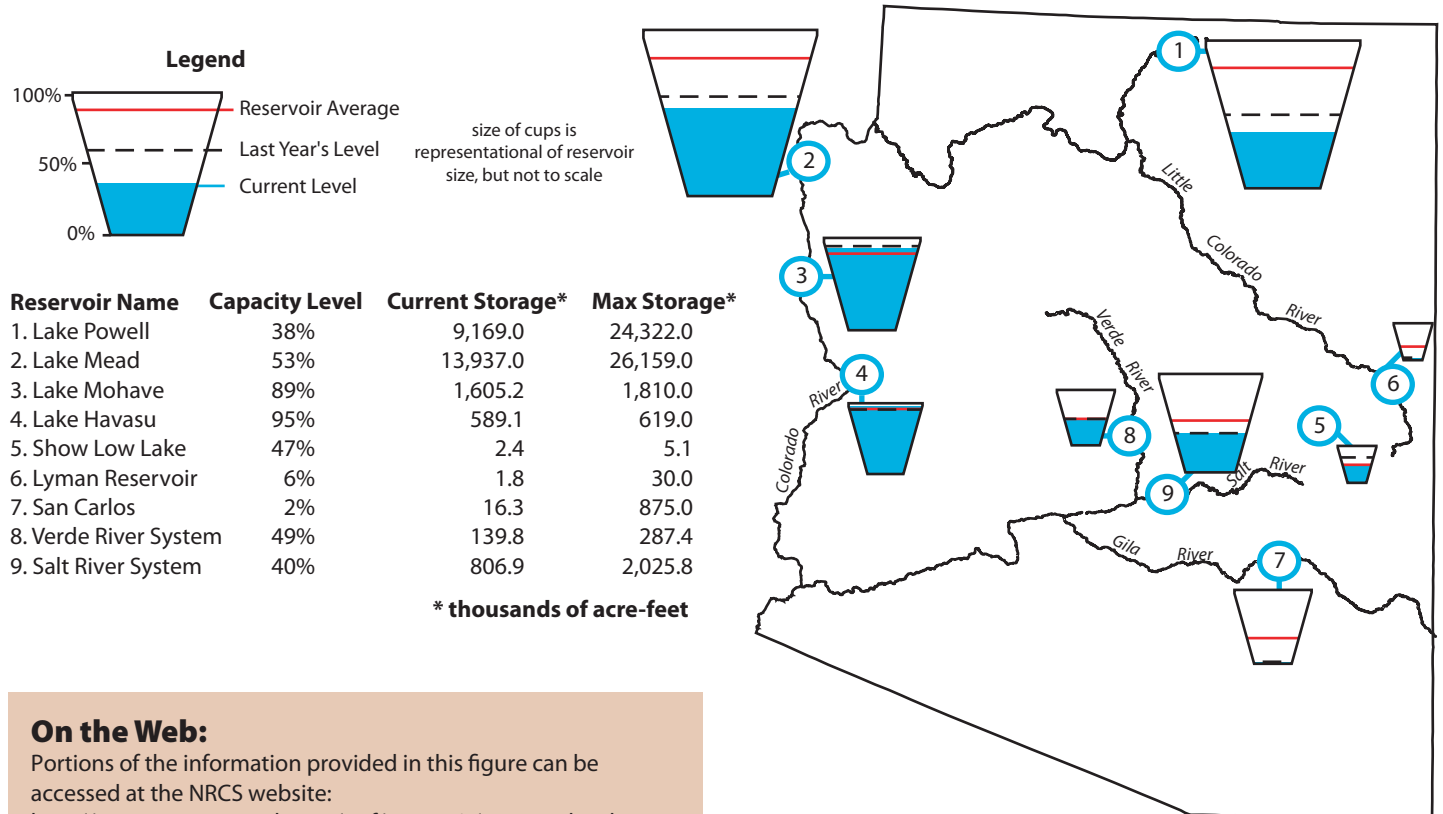 Legend
100%
50%
0%
Reservoir Average
Last Year's Level
Current Level
size of cups is
representational of reservoir
size, but not to scale
Reservoir Name Capacity Level Current Storage* Max Storage*
1. Lake Powell 38% 9,169.0 24,322.0
2. Lake Mead 53% 13,937.0 26,159.0
3. Lake Mohave 89% 1,605.2 1,810.0
4. Lake Havasu 95% 589.1 619.0
5. Show Low Lake 47% 2.4 5.1
6. Lyman Reservoir 6% 1.8 30.0
7. San Carlos 2% 16.3 875.0
8. Verde River System 49% 139.8 287.4
9. Salt River System 40% 806.9 2,025.8
* thousands of acre-feet
1
2
3
4
5
6
7
8
9
Little
Colorado
River
Verde
River
Colorado
River
Salt
River
Gila
River
On the Web:
Portions of the information provided in this figure can be
accessed at the NRCS website: